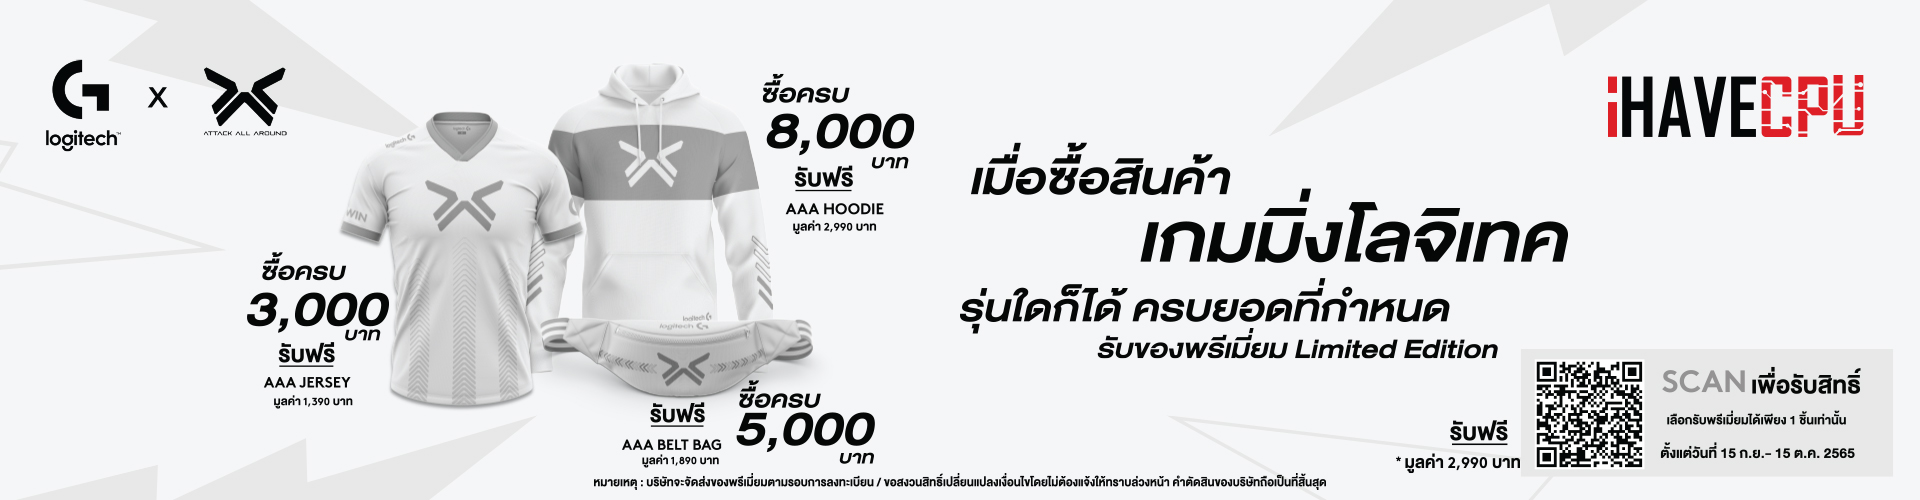 logitech
X
ATTACK ALL AROUND
iHAVECPU
ซื้อครบ
8,000
บาท
รับฟรี
AAA HOODIE
มูลค่า 2,990 บาท
logitech G
WIN
ซื้อครบ
3,000
บาท
รับฟรี
AAA JERSEY
มูลค่า 1,390 บาท
logitech G
logitech G
รับฟรี
AAA BELT BAG
มูลค่า 1,890 บาท
ซื้อครบ
5,000
บาท
เมื่อซื้อสินค้า
เกมมิ่งโลจิเทค
รุ่นใดก็ได้ ครบยอดที่กำหนด
รับของพรีเมี่ยม Limited Edition
รับฟรี
*มูลค่า 2,990 บาท
SCAN เพื่อรับสิทธิ์
เลือกรับพรีเมี่ยมได้เพียง 1 ชิ้นเท่านั้น
ตั้งแต่วันที่ 15 ก.ย.- 15 ต.ค. 2565
หมายเหตุ : บริษัทจะจัดส่งของพรีเมี่ยมตามรอบการลงทะเบียน / ขอสงวนสิทธิ์เปลี่ยนแปลงเงื่อนไขโดยไม่ต้องแจ้งให้ทราบล่วงหน้า คำตัดสินของบริษัทถือเป็นที่สิ้นสุด